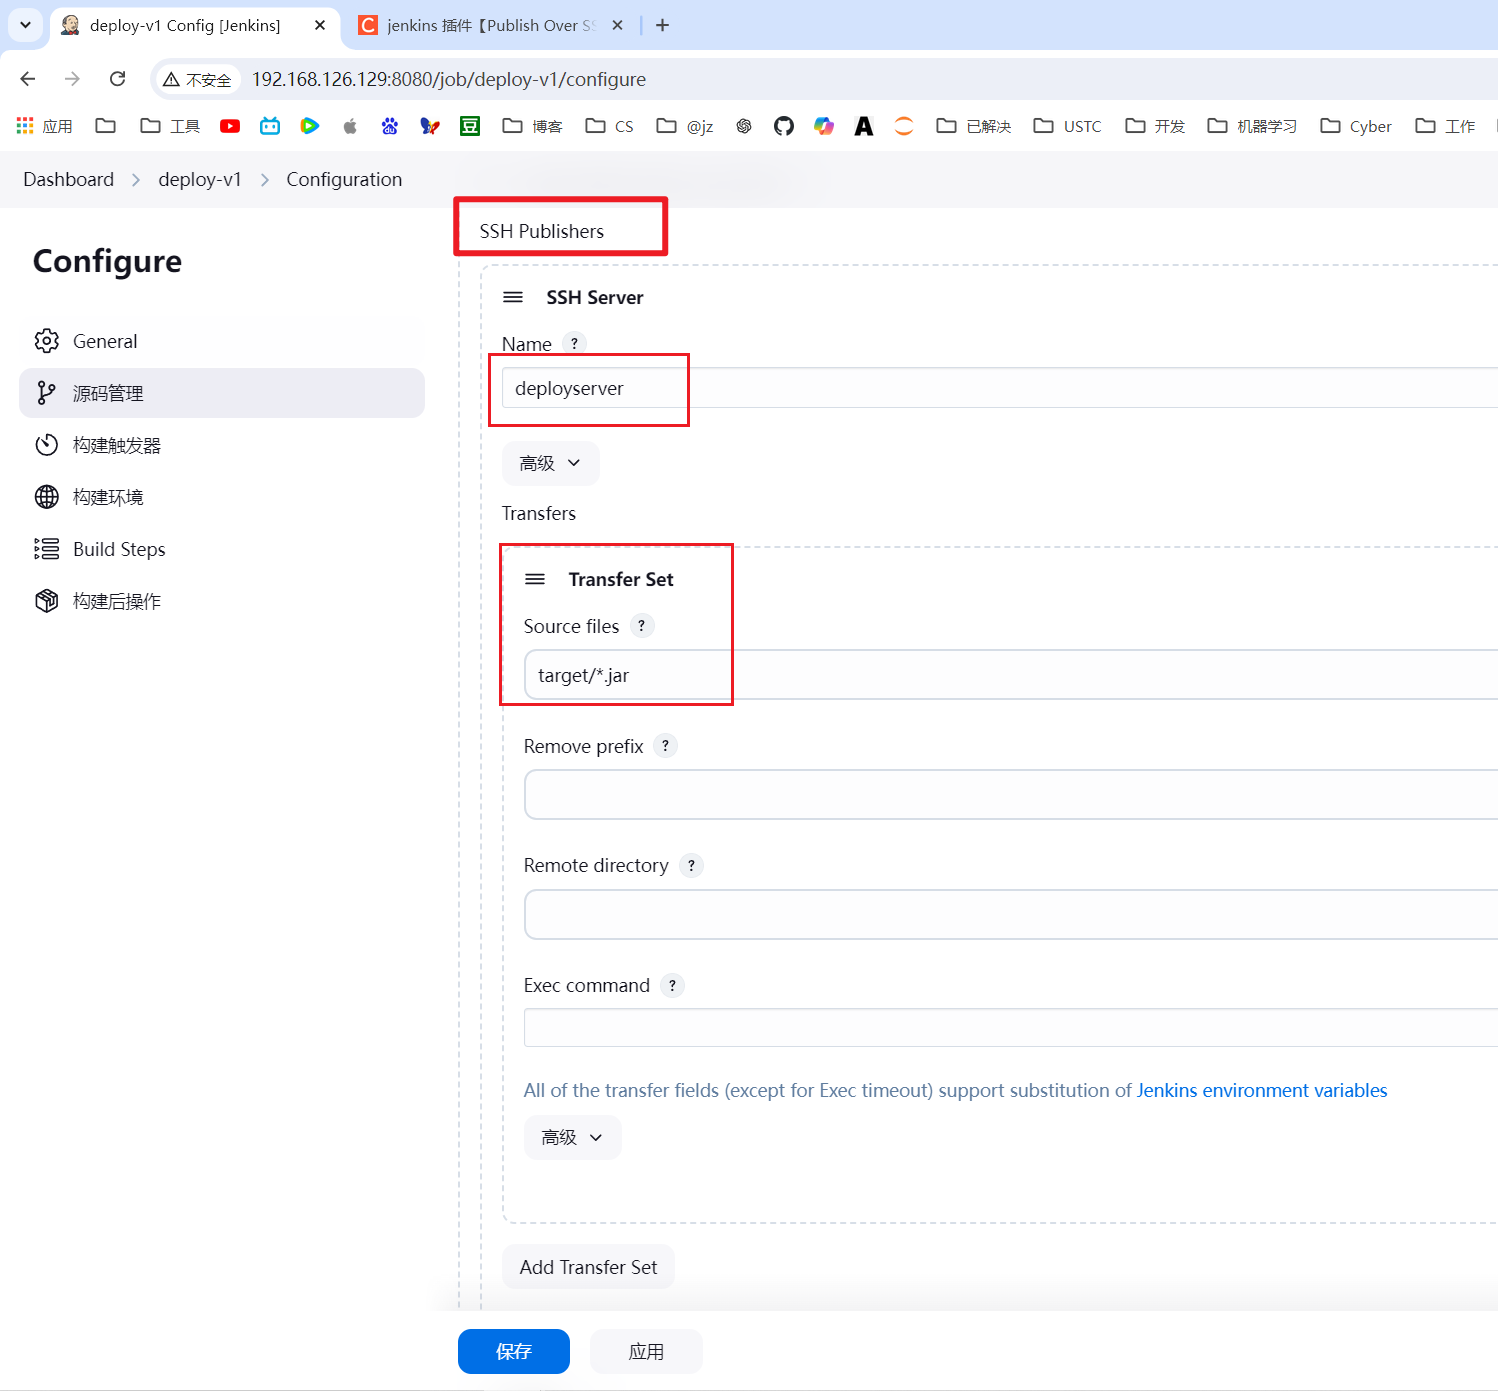 deploy-v1 Config [Jenkins]
jenkins 插件【Publish Over SS
不安全
192.168.126.129:8080/job/deploy-v1/configure
应用
工具
博客
CS
@jz
已解决
USTC
开发
机器学习
Cyber
工作
Dashboard
deploy-v1
Configuration
Configure
General
源码管理
构建触发器
构建环境
Build Steps
构建后操作
SSH Publishers
SSH Server
Name ?
deployserver
高级
Transfers
Transfer Set
Source files ?
target/*.jar
Remove prefix ?
Remote directory ?
Exec command ?
All of the transfer fields (except for Exec timeout) support substitution of Jenkins environment variables
高级
Add Transfer Set
保存
应用